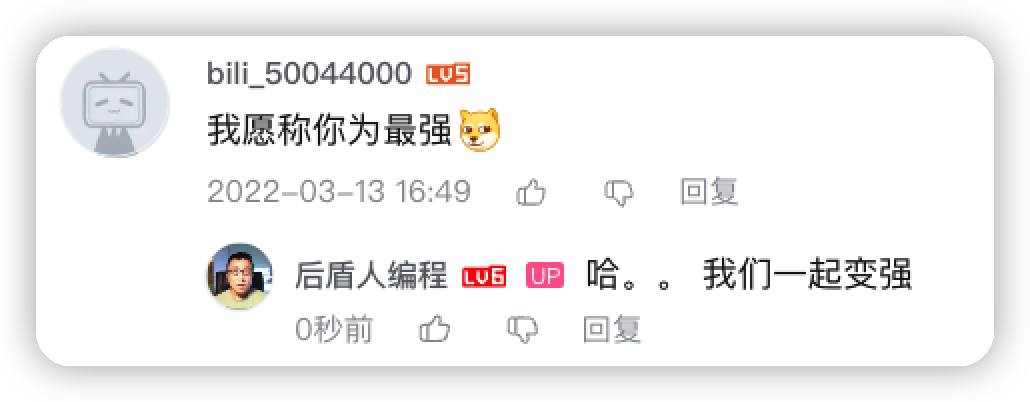 bili_50044000 LV5
我愿称你为最强
2022-03-13 16:49 回复
后盾人编程 LV6 UP 哈。。 我们一起变强
0秒前 回复